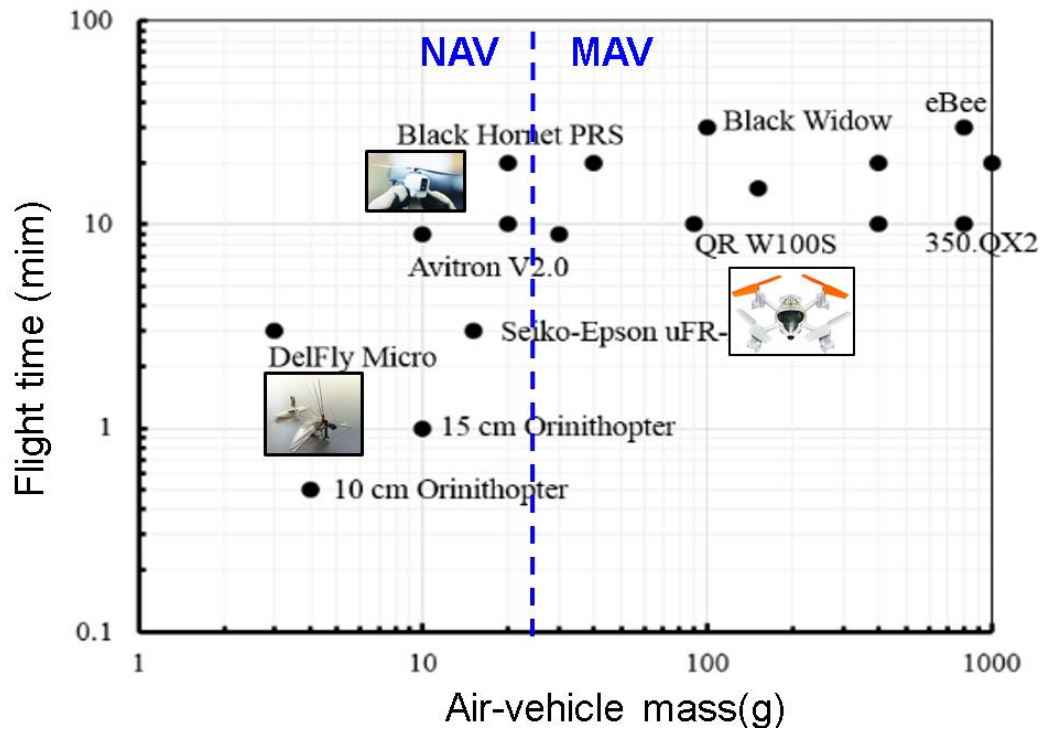 100
NAV
MAV
eBee
Black Widow
Black Hornet PRS
10
QR W100S
350.QX2
Avitron V2.0
Seiko-Epson uFR-
DelFly Micro
1
15 cm Orinithopter
10 cm Orinithopter
0.1
1
10
100
1000
Flight time (mim)
Air-vehicle mass(g)